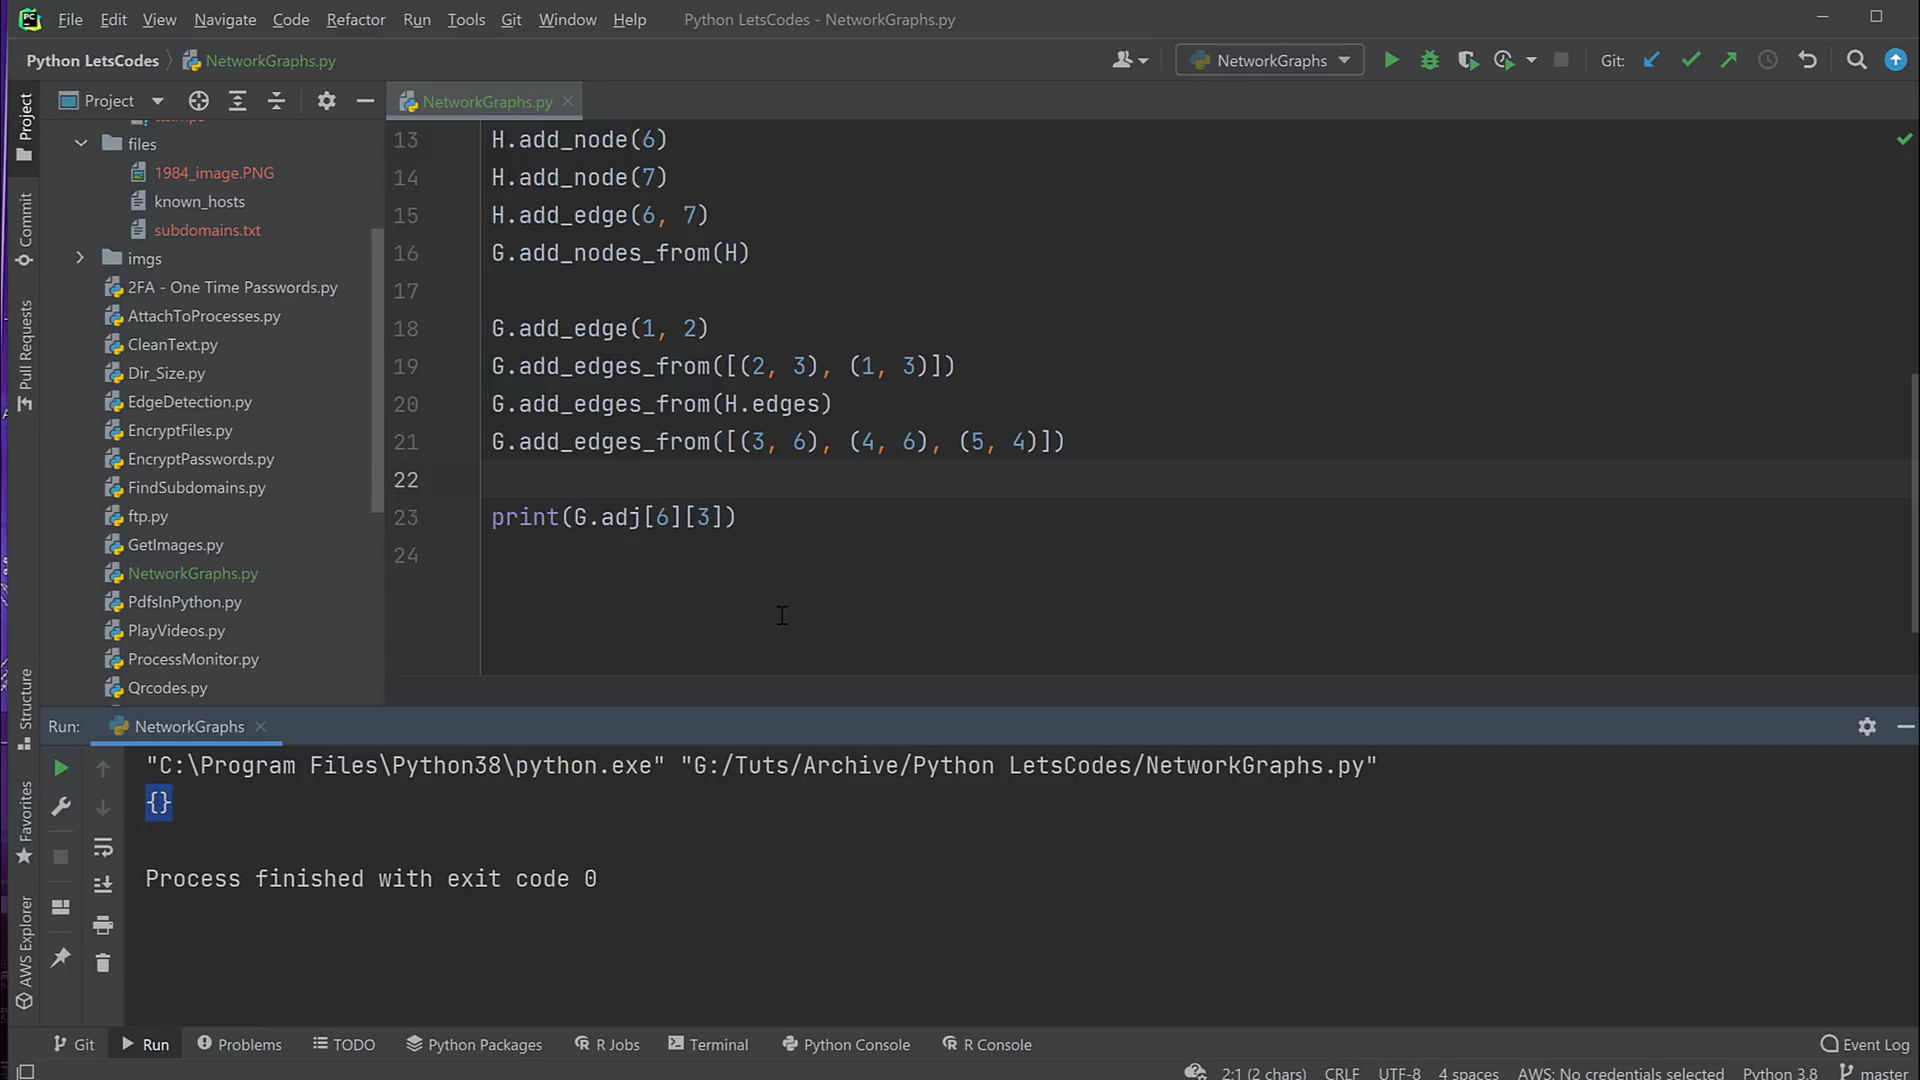 PC File Edit View Navigate Code Refactor Run Tools Git Window Help Python LetsCodes - NetworkGraphs.py
Python LetsCodes NetworkGraphs.py NetworkGraphs Git:
Project NetworkGraphs.py
Project
Commit
Pull Requests
Structure
Favorites
AWS Explorer
files
1984_image.PNG
known_hosts
subdomains.txt
imgs
2FA - One Time Passwords.py
AttachToProcesses.py
CleanText.py
Dir_Size.py
EdgeDetection.py
EncryptFiles.py
EncryptPasswords.py
FindSubdomains.py
ftp.py
GetImages.py
NetworkGraphs.py
PdfsInPython.py
PlayVideos.py
ProcessMonitor.py
Qrcodes.py
13 H.add_node(6)
14 H.add_node(7)
15 H.add_edge(6, 7)
16 G.add_nodes_from(H)
17
18 G.add_edge(1, 2)
19 G.add_edges_from([(2, 3), (1, 3)])
20 G.add_edges_from(H.edges)
21 G.add_edges_from([(3, 6), (4, 6), (5, 4)])
22
23 print(G.adj[6][3])
24
Run: NetworkGraphs
"C:\Program Files\Python38\python.exe" "G:/Tuts/Archive/Python LetsCodes/NetworkGraphs.py"
{}
Process finished with exit code 0
Git Run Problems TODO Python Packages R Jobs Terminal Python Console R Console Event Log
2:1 (2 chars) CRLF UTF-8 4 spaces AWS: No credentials selected Python 3.8 master